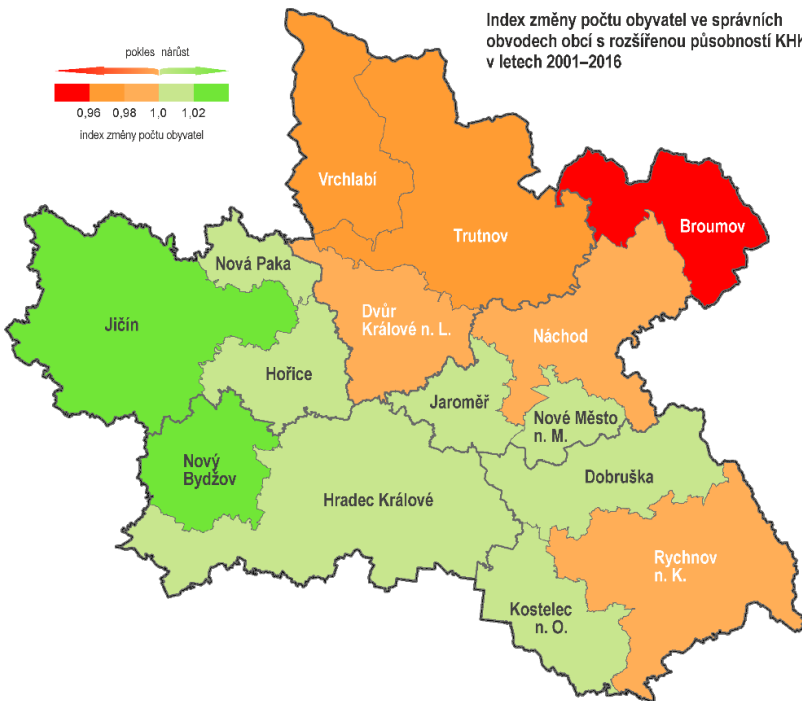 Index změny počtu obyvatel ve správních
obvodech obcí s rozšířenou působností KHK
v letech 2001–2016
pokles nárůst
0,96 0,98 1,0 1,02
index změny počtu obyvatel
Vrchlabí
Trutnov
Broumov
Nová Paka
Jičín
Dvůr
Králové n. L.
Náchod
Hořice
Jaroměř
Nové Město
n. M.
Nový
Bydžov
Dobruška
Hradec Králové
Rychnov
n. K.
Kostelec
n. O.